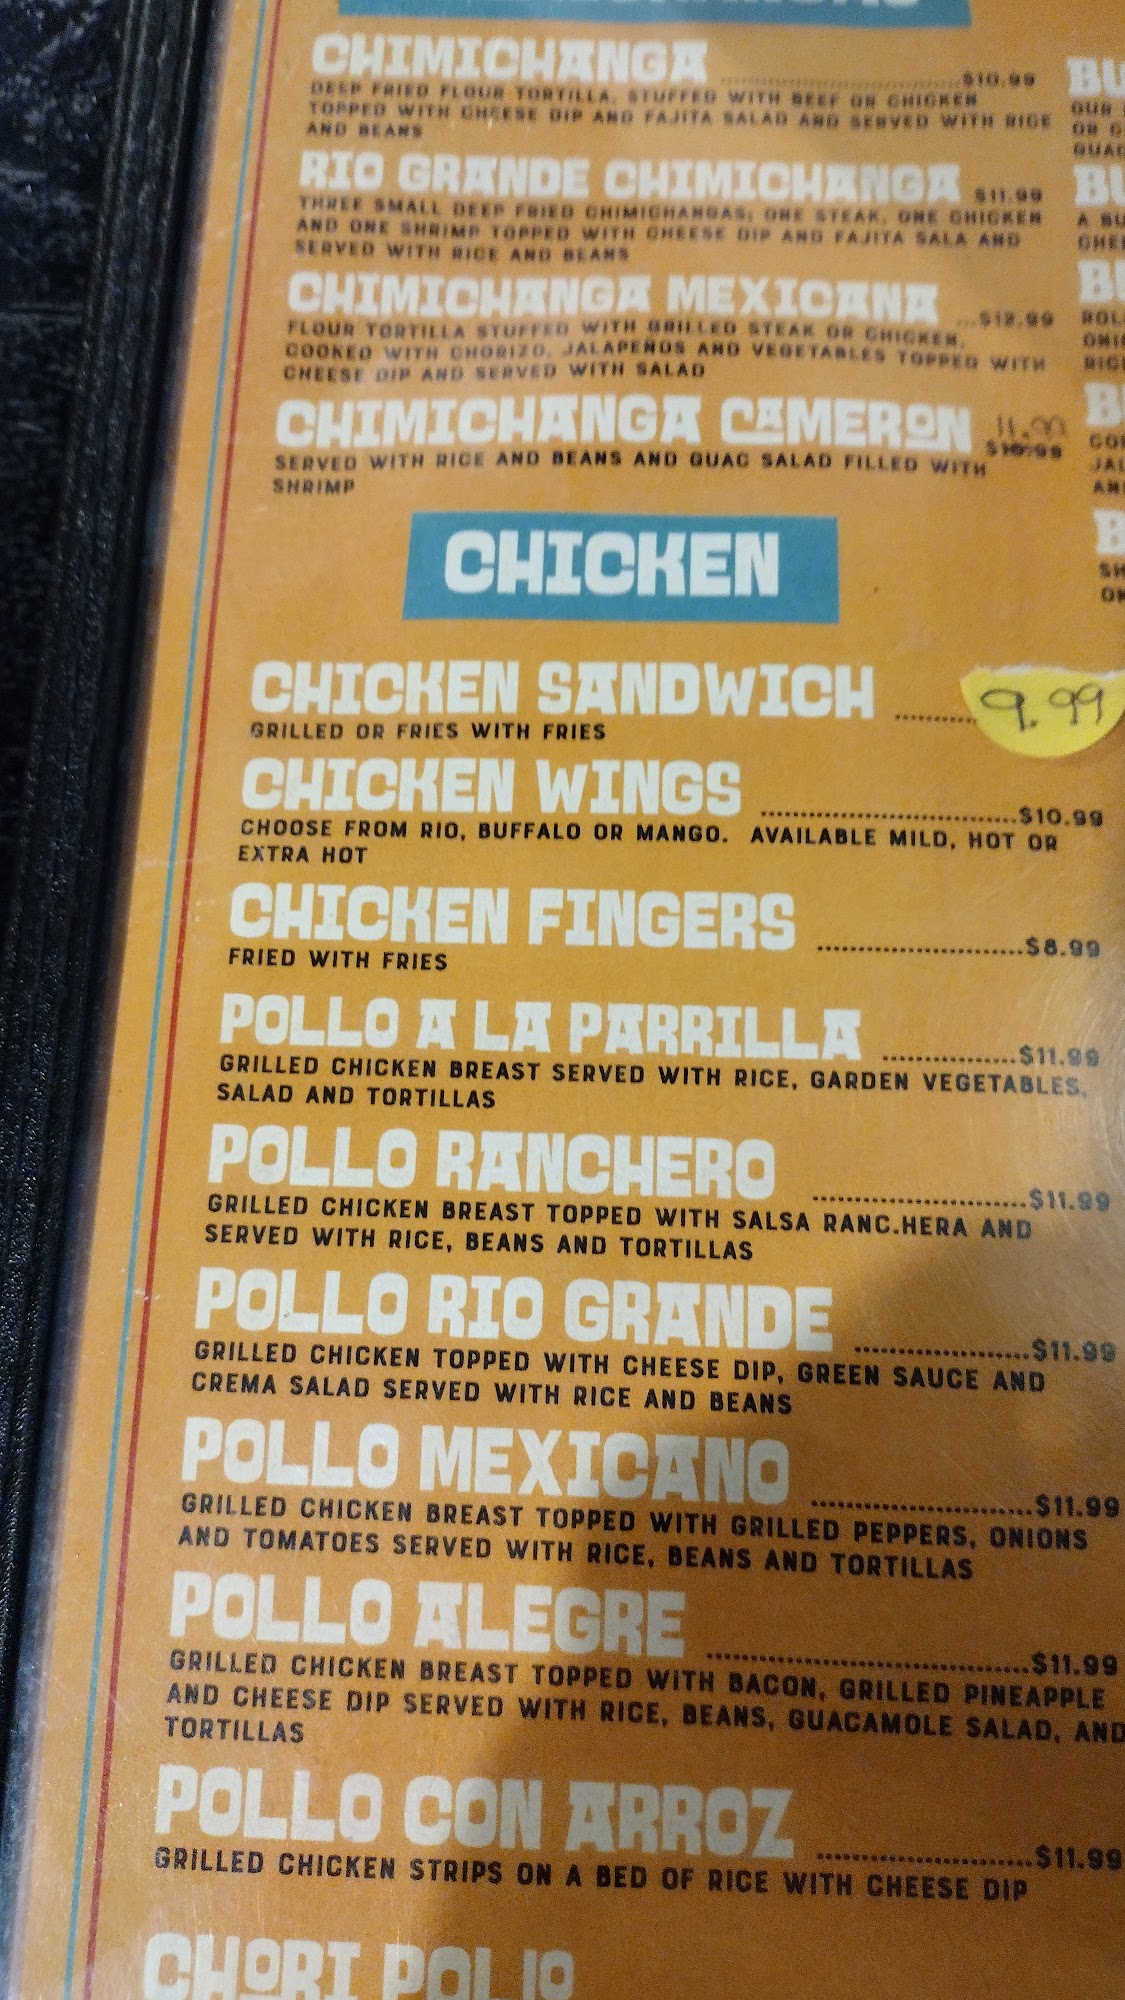 CHIMICHANGA ..........$10.99
DEEP FRIED FLOUR TORTILLA, STUFFED WITH BEEF OR CHICKEN
TOPPED WITH CHEESE DIP AND FAJITA SALAD AND SERVED WITH RICE
AND BEANS
RIO GRANDE CHIMICHANGA $11.99
THREE SMALL DEEP FRIED CHIMICHANGAS, ONE STEAK, ONE CHICKEN
AND ONE SHRIMP TOPPED WITH CHEESE DIP AND FAJITA SALA AND
SERVED WITH RICE AND BEANS
CHIMICHANGA MEXICANA ...$12.99
FLOUR TORTILLA STUFFED WITH GRILLED STEAK OR CHICKEN,
COOKED WITH CHORIZO, JALAPEÑOS AND VEGETABLES TOPPED WITH
CHEESE DIP AND SERVED WITH SALAD
CHIMICHANGA CAMERON $10.99
SERVED WITH RICE AND BEANS AND GUAC SALAD FILLED WITH
SHRIMP
CHICKEN
CHICKEN SANDWICH .......... 9.99
GRILLED OR FRIES WITH FRIES
CHICKEN WINGS ..........$10.99
CHOOSE FROM RIO, BUFFALO OR MANGO. AVAILABLE MILD, HOT OR
EXTRA HOT
CHICKEN FINGERS ..........$8.99
FRIED WITH FRIES
POLLO A LA PARRILLA ..........$11.99
GRILLED CHICKEN BREAST SERVED WITH RICE, GARDEN VEGETABLES,
SALAD AND TORTILLAS
POLLO RANCHERO ..........$11.99
GRILLED CHICKEN BREAST TOPPED WITH SALSA RANC.HERA AND
SERVED WITH RICE, BEANS AND TORTILLAS
POLLO RIO GRANDE ..........$11.99
GRILLED CHICKEN TOPPED WITH CHEESE DIP, GREEN SAUCE AND
CREMA SALAD SERVED WITH RICE AND BEANS
POLLO MEXICANO ..........$11.99
GRILLED CHICKEN BREAST TOPPED WITH GRILLED PEPPERS, ONIONS
AND TOMATOES SERVED WITH RICE, BEANS AND TORTILLAS
POLLO ALEGRE ..........$11.99
GRILLED CHICKEN BREAST TOPPED WITH BACON, GRILLED PINEAPPLE
AND CHEESE DIP SERVED WITH RICE, BEANS, GUACAMOLE SALAD, AND
TORTILLAS
POLLO CON ARROZ ..........$11.99
GRILLED CHICKEN STRIPS ON A BED OF RICE WITH CHEESE DIP
CHORI POLLO